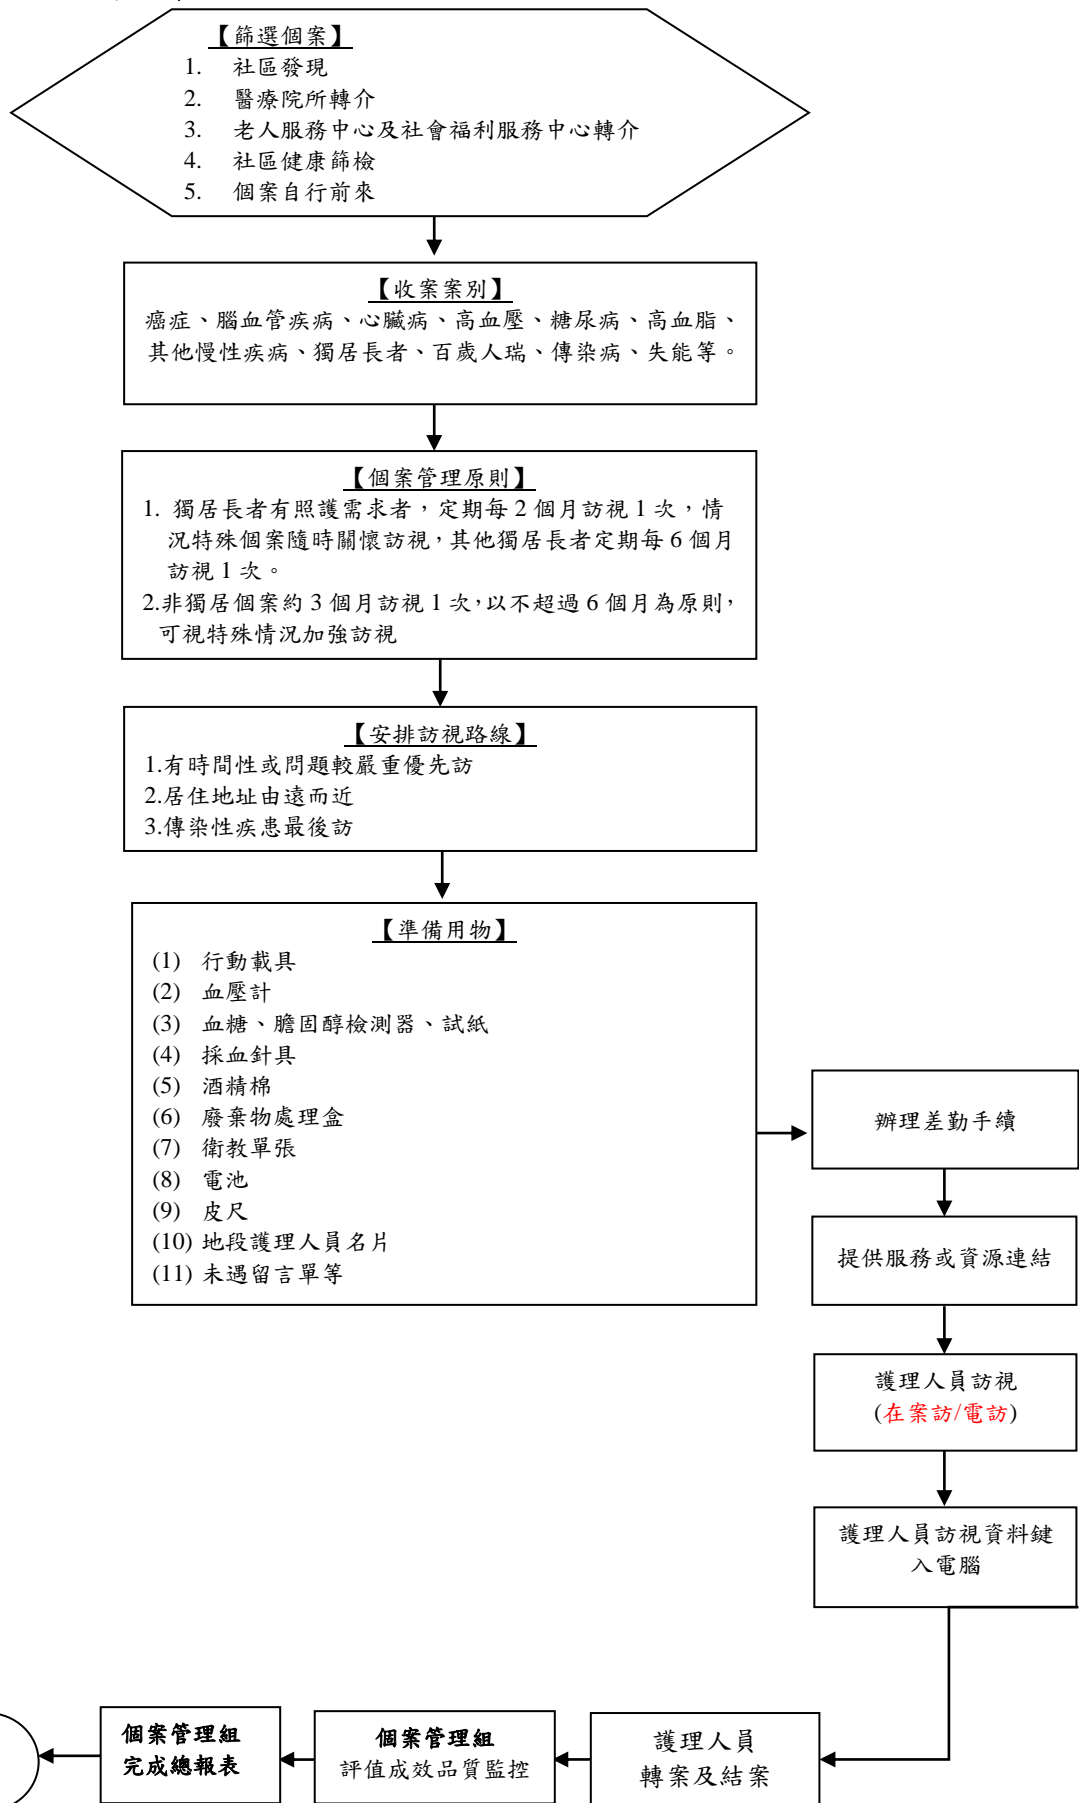 【篩選個案】
1. 社區發現
2. 醫療院所轉介
3. 老人服務中心及社會福利服務中心轉介
4. 社區健康篩檢
5. 個案自行前來
【收案案別】
癌症、腦血管疾病、心臟病、高血壓、糖尿病、高血脂、
其他慢性疾病、獨居長者、百歲人瑞、傳染病、失能等。
【個案管理原則】
1. 獨居長者有照護需求者，定期每 2 個月訪視 1 次，情
況特殊個案隨時關懷訪視，其他獨居長者定期每 6 個月
訪視 1 次。
2.非獨居個案約 3 個月訪視 1 次，以不超過 6 個月為原則，
可視特殊情況加強訪視
【安排訪視路線】
1.有時間性或問題較嚴重優先訪
2.居住地址由遠而近
3.傳染性疾患最後訪
【準備用物】
(1) 行動載具
(2) 血壓計
(3) 血糖、膽固醇檢測器、試紙
(4) 採血針具
(5) 酒精棉
(6) 廢棄物處理盒
(7) 衛教單張
(8) 電池
(9) 皮尺
(10) 地段護理人員名片
(11) 未遇留言單等
辦理差勤手續
提供服務或資源連結
護理人員訪視
(在案訪/電訪)
護理人員訪視資料鍵
入電腦
護理人員
轉案及結案
個案管理組
評值成效品質監控
個案管理組
完成總報表